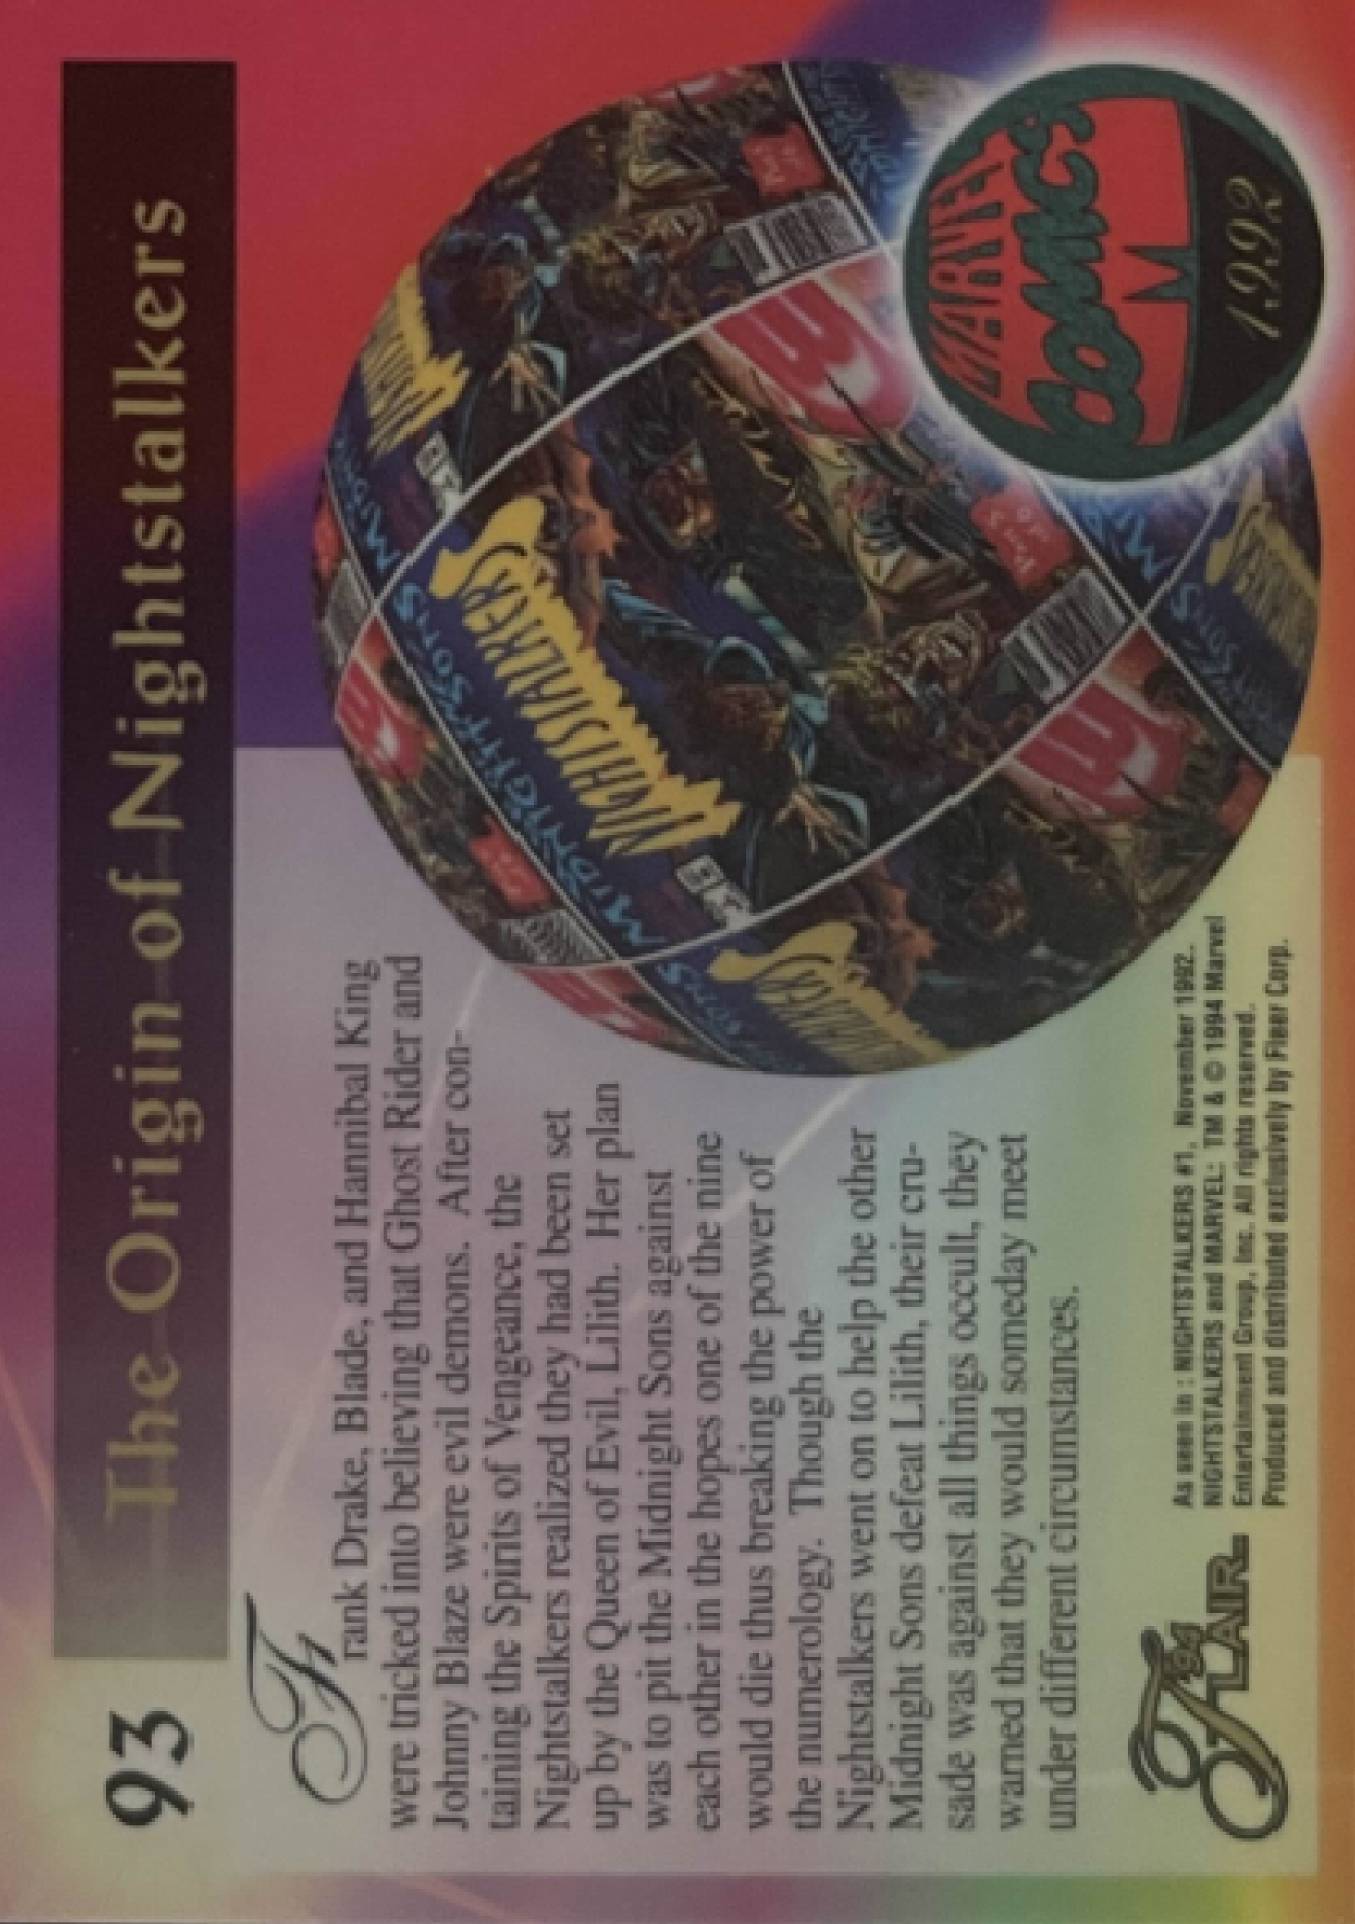 93
The Origin of Nightstalkers
Frank Drake, Blade, and Hannibal King
were tricked into believing that Ghost Rider and
Johnny Blaze were evil demons. After con-
taining the Spirits of Vengeance, the
Nightstalkers realized they had been set
up by the Queen of Evil, Lilith. Her plan
was to pit the Midnight Sons against
each other in the hopes one of the nine
would die thus breaking the power of
the numerology. Though the
Nightstalkers went on to help the other
Midnight Sons defeat Lilith, their cru-
sade was against all things occult, they
warned that they would someday meet
under different circumstances.
MIDNIGHT SONS
NIGHTSTALKERS
Part 5
of 6
MARVEL
COMICS
M
1992
'94
FLAIR
As seen in : NIGHTSTALKERS #1, November 1992.
NIGHTSTALKERS and MARVEL: TM & © 1994 Marvel
Entertainment Group, Inc. All rights reserved.
Produced and distributed exclusively by Fleer Corp.